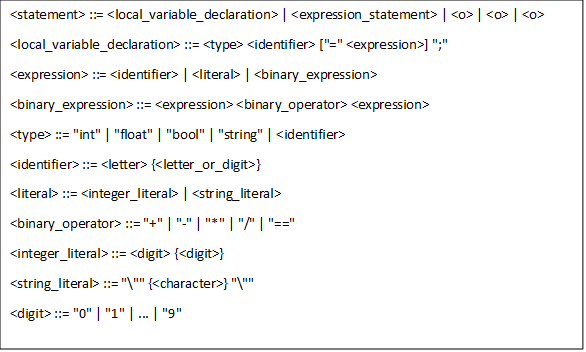 <statement> ::= <local_variable_declaration> | <expression_statement> | <o> | <o> | <o>
<local_variable_declaration> ::= <type> <identifier> ["=" <expression>] ";"
<expression> ::= <identifier> | <literal> | <binary_expression>
<binary_expression> ::= <expression> <binary_operator> <expression>
<type> ::= "int" | "float" | "bool" | "string" | <identifier>
<identifier> ::= <letter> {<letter_or_digit>}
<literal> ::= <integer_literal> | <string_literal>
<binary_operator> ::= "+" | "-" | "*" | "/" | "=="
<integer_literal> ::= <digit> {<digit>}
<string_literal> ::= "\"" {<character>} "\""
<digit> ::= "0" | "1" | ... | "9"